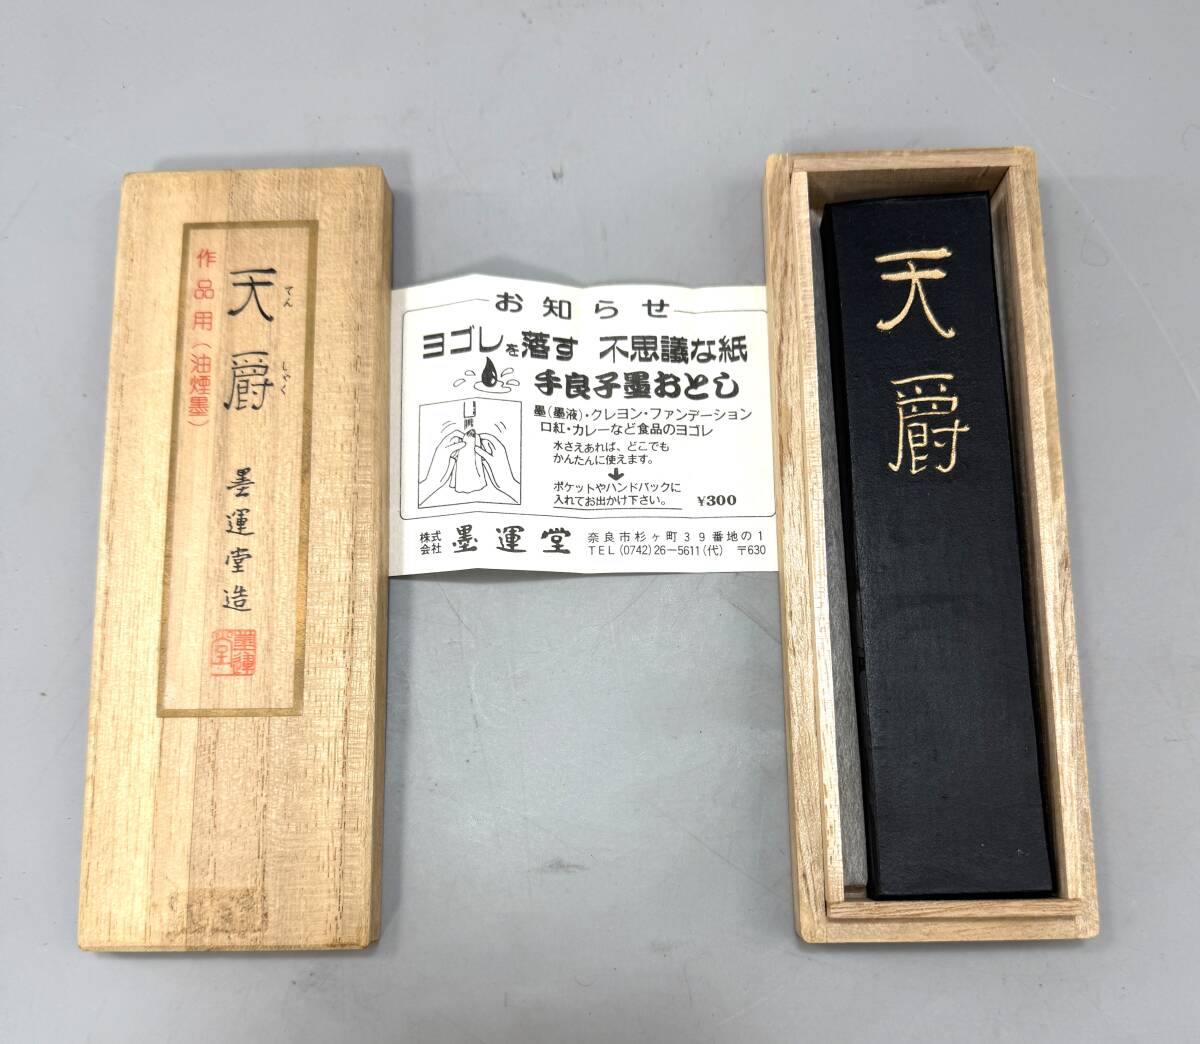 天爵
てんしゃく
作品用(油煙墨)
墨運堂造
墨運堂
お知らせ
ヨゴレを落す 不思議な紙
手良子墨おとし
墨(墨液)・クレヨン・ファンデーション
口紅・カレーなど食品のヨゴレ
水さえあれば、どこでも
かんたんに使えます。
ポケットやハンドバックに
入れてお出かけ下さい。 ¥300
株式会社 墨運堂 奈良市杉ヶ町39番地の1
TEL(0742)26-5611(代) 〒630
天爵